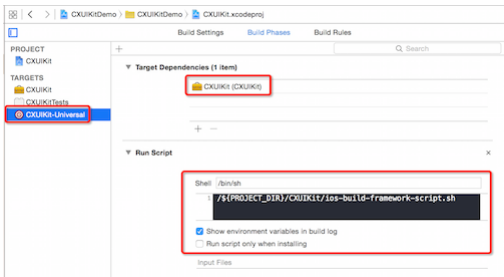 CXUIKitDemo
CXUIKitDemo
CXUIKit.xcodeproj
Build Settings
Build Phases
Build Rules
PROJECT
CXUIKit
TARGETS
CXUIKit
CXUIKitTests
CXUIKit-Universal
Search
Target Dependencies (1 item)
CXUIKit (CXUIKit)
Run Script
Shell /bin/sh
1 /${PROJECT_DIR}/CXUIKit/ios-build-framework-script.sh
Show environment variables in build log
Run script only when installing
Input Files